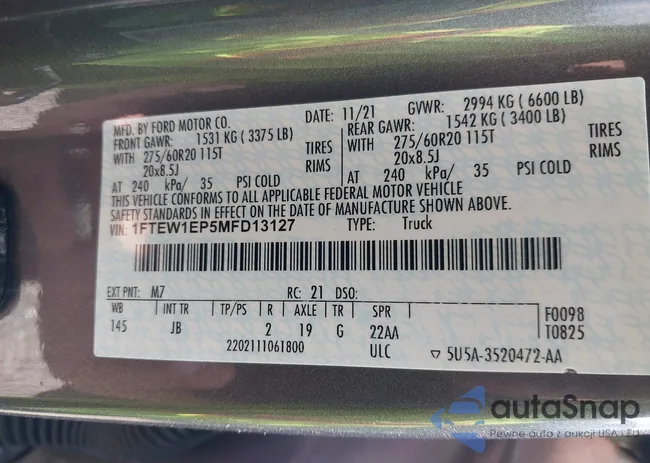 MFD. BY FORD MOTOR CO.
DATE: 11/21 GVWR: 2994 KG ( 6600 LB)
FRONT GAWR: 1531 KG ( 3375 LB)
REAR GAWR: 1542 KG ( 3400 LB)
WITH 275/60R20 115T TIRES
WITH 275/60R20 115T TIRES
20x8.5J RIMS
20x8.5J RIMS
AT 240 kPa/ 35 PSI COLD
AT 240 kPa/ 35 PSI COLD
THIS VEHICLE CONFORMS TO ALL APPLICABLE FEDERAL MOTOR VEHICLE
SAFETY STANDARDS IN EFFECT ON THE DATE OF MANUFACTURE SHOWN ABOVE.
VIN: 1FTEW1EP5MFD13127 TYPE: Truck
EXT PNT: M7 RC: 21 DSO:
WB INT TR TP/PS R AXLE TR SPR F0098
145 JB 2 19 G 22AA T0825
2202111061800 ULC ▽ 5U5A-3520472-AA
autaSnap
Pewne auta z aukcji USA i EU